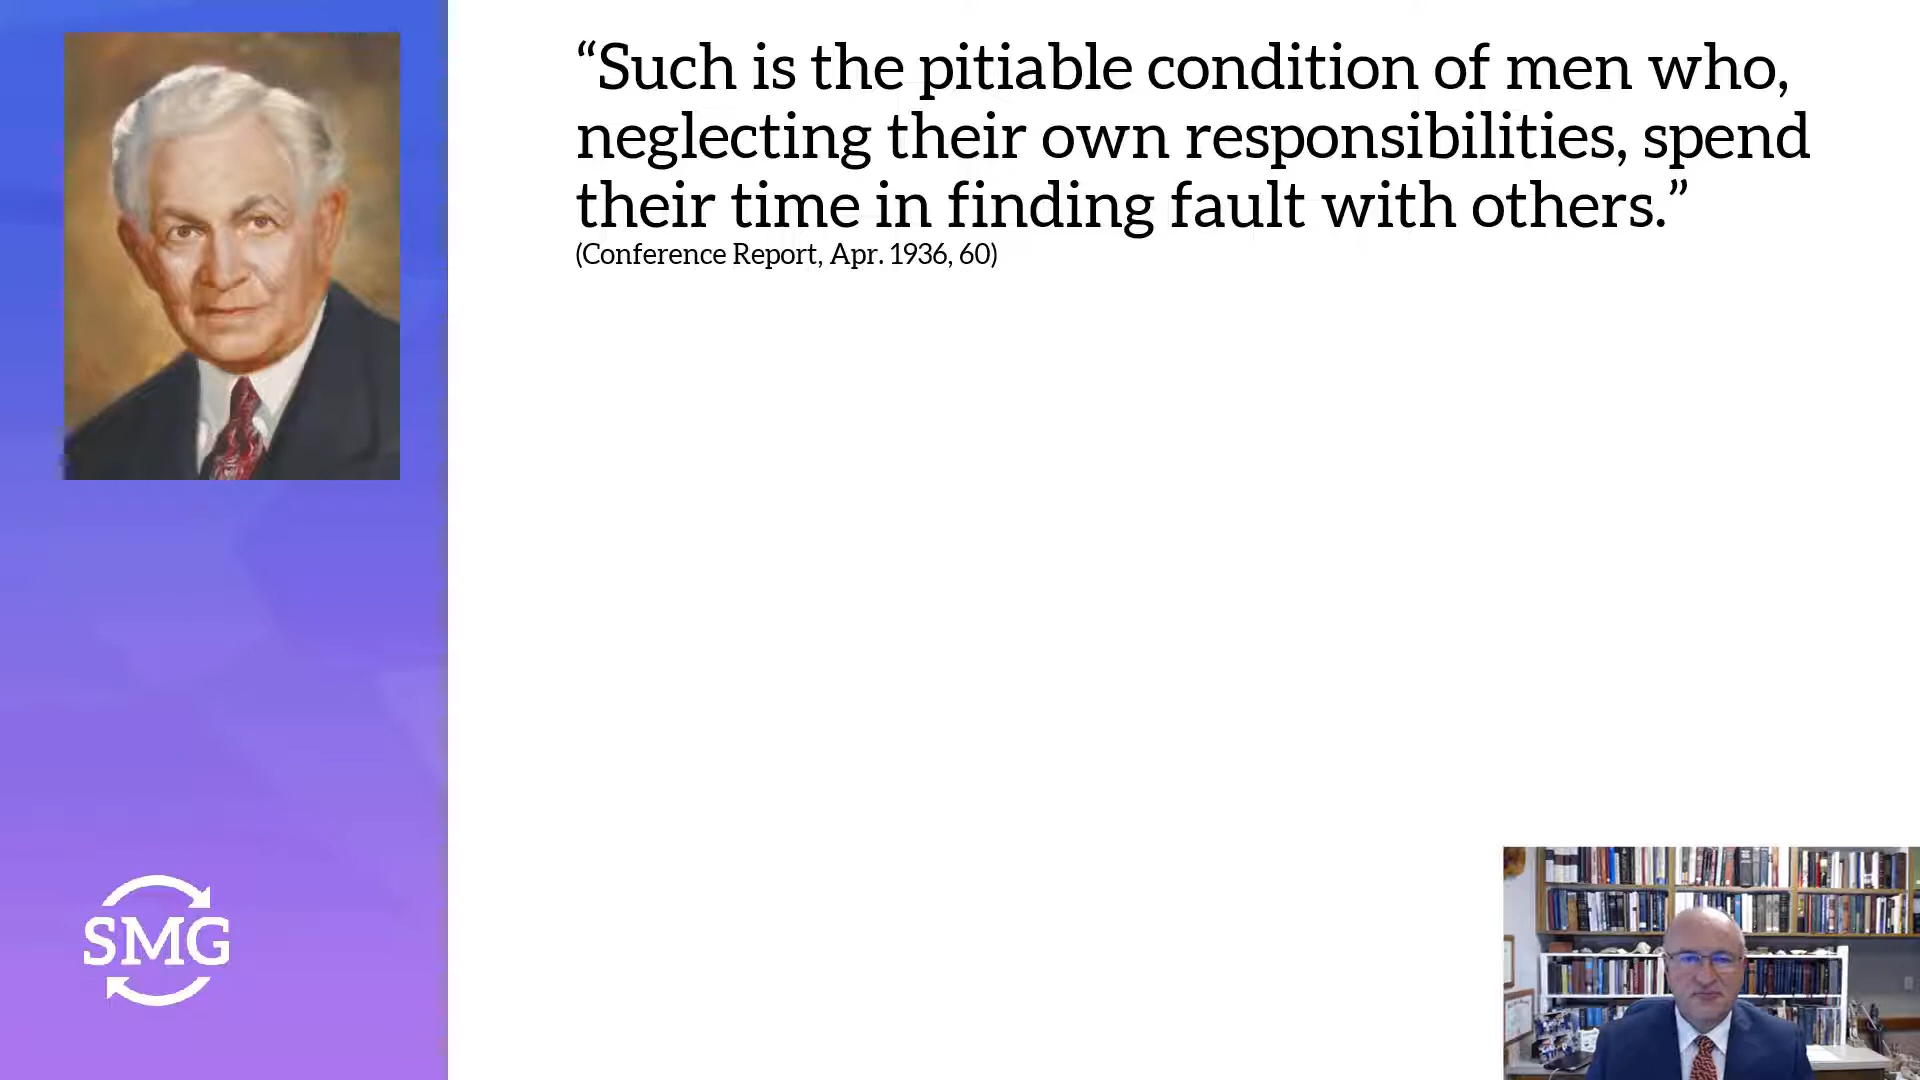 “Such is the pitiable condition of men who,
neglecting their own responsibilities, spend
their time in finding fault with others.”
(Conference Report, Apr. 1936, 60)
SMG